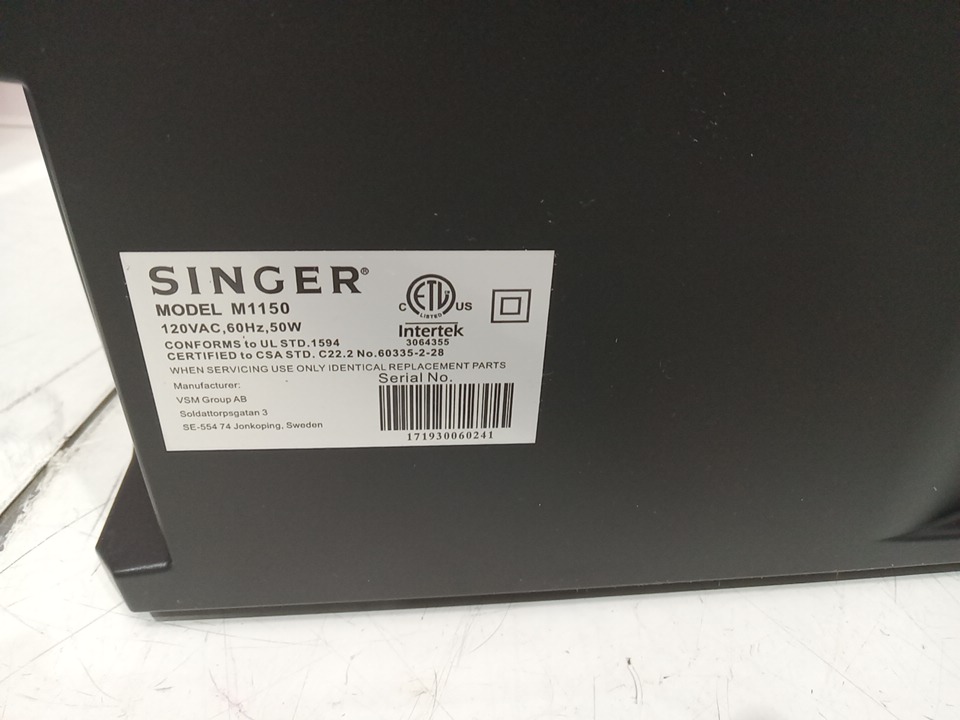 SINGER®
MODEL M1150
120VAC,60Hz,50W
C ETL US
LISTED
Intertek
3064355
CONFORMS to UL STD.1594
CERTIFIED to CSA STD. C22.2 No.60335-2-28
WHEN SERVICING USE ONLY IDENTICAL REPLACEMENT PARTS
Manufacturer:
VSM Group AB
Soldattorpsgatan 3
SE-554 74 Jonkoping, Sweden
Serial No.
171930060241